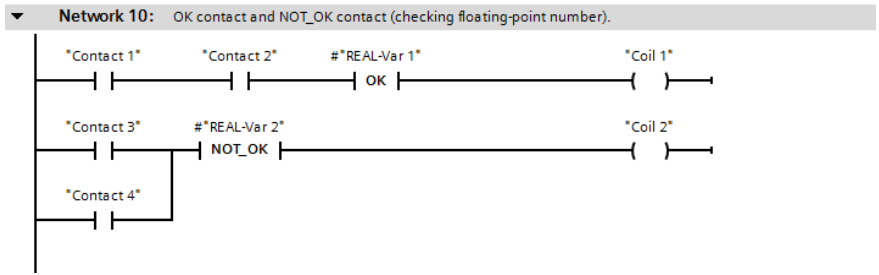 Network 10: OK contact and NOT_OK contact (checking floating-point number).
"Contact 1" "Contact 2" #"REAL-Var 1" "Coil 1"
OK
"Contact 3" #"REAL-Var 2" "Coil 2"
NOT_OK
"Contact 4"